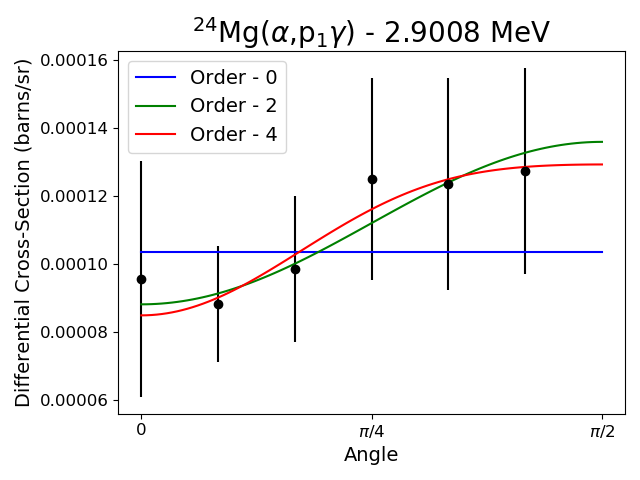 ²⁴Mg(α,p₁γ) - 2.9008 MeV
Differential Cross-Section (barns/sr)
0.00016
0.00014
0.00012
0.00010
0.00008
0.00006
Order - 0
Order - 2
Order - 4
0 π/4 π/2
Angle